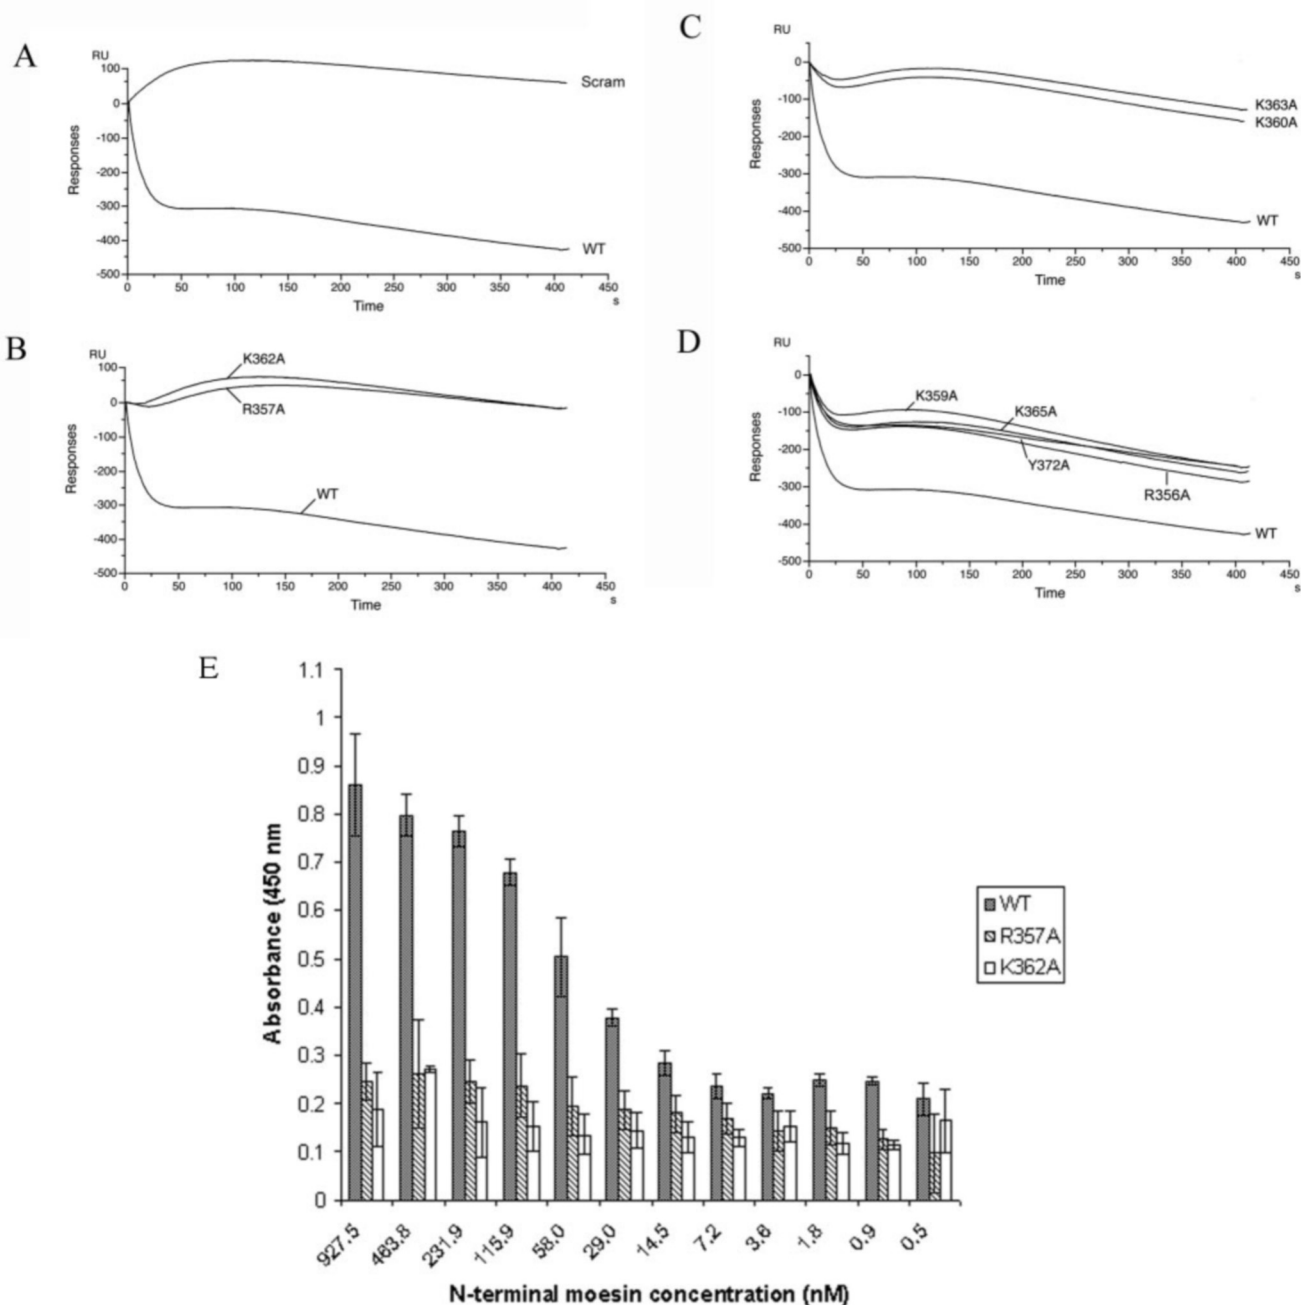 A
RU
100
0
-100
-200
-300
-400
-500
Responses
Scram
WT
0 50 100 150 200 250 300 350 400 450
s
Time
B
RU
100
0
-100
-200
-300
-400
-500
Responses
K362A
R357A
WT
0 50 100 150 200 250 300 350 400 450
s
Time
C
RU
0
-100
-200
-300
-400
-500
Responses
K363A
K360A
WT
0 50 100 150 200 250 300 350 400 450
s
Time
D
RU
0
-100
-200
-300
-400
-500
Responses
K359A
K365A
Y372A
R356A
WT
0 50 100 150 200 250 300 350 400 450
s
Time
E
1.1
1
0.9
0.8
0.7
0.6
0.5
0.4
0.3
0.2
0.1
0
Absorbance (450 nm
WT
R357A
K362A
927.5 463.8 231.9 115.9 58.0 29.0 14.5 7.2 3.6 1.8 0.9 0.5
N-terminal moesin concentration (nM)